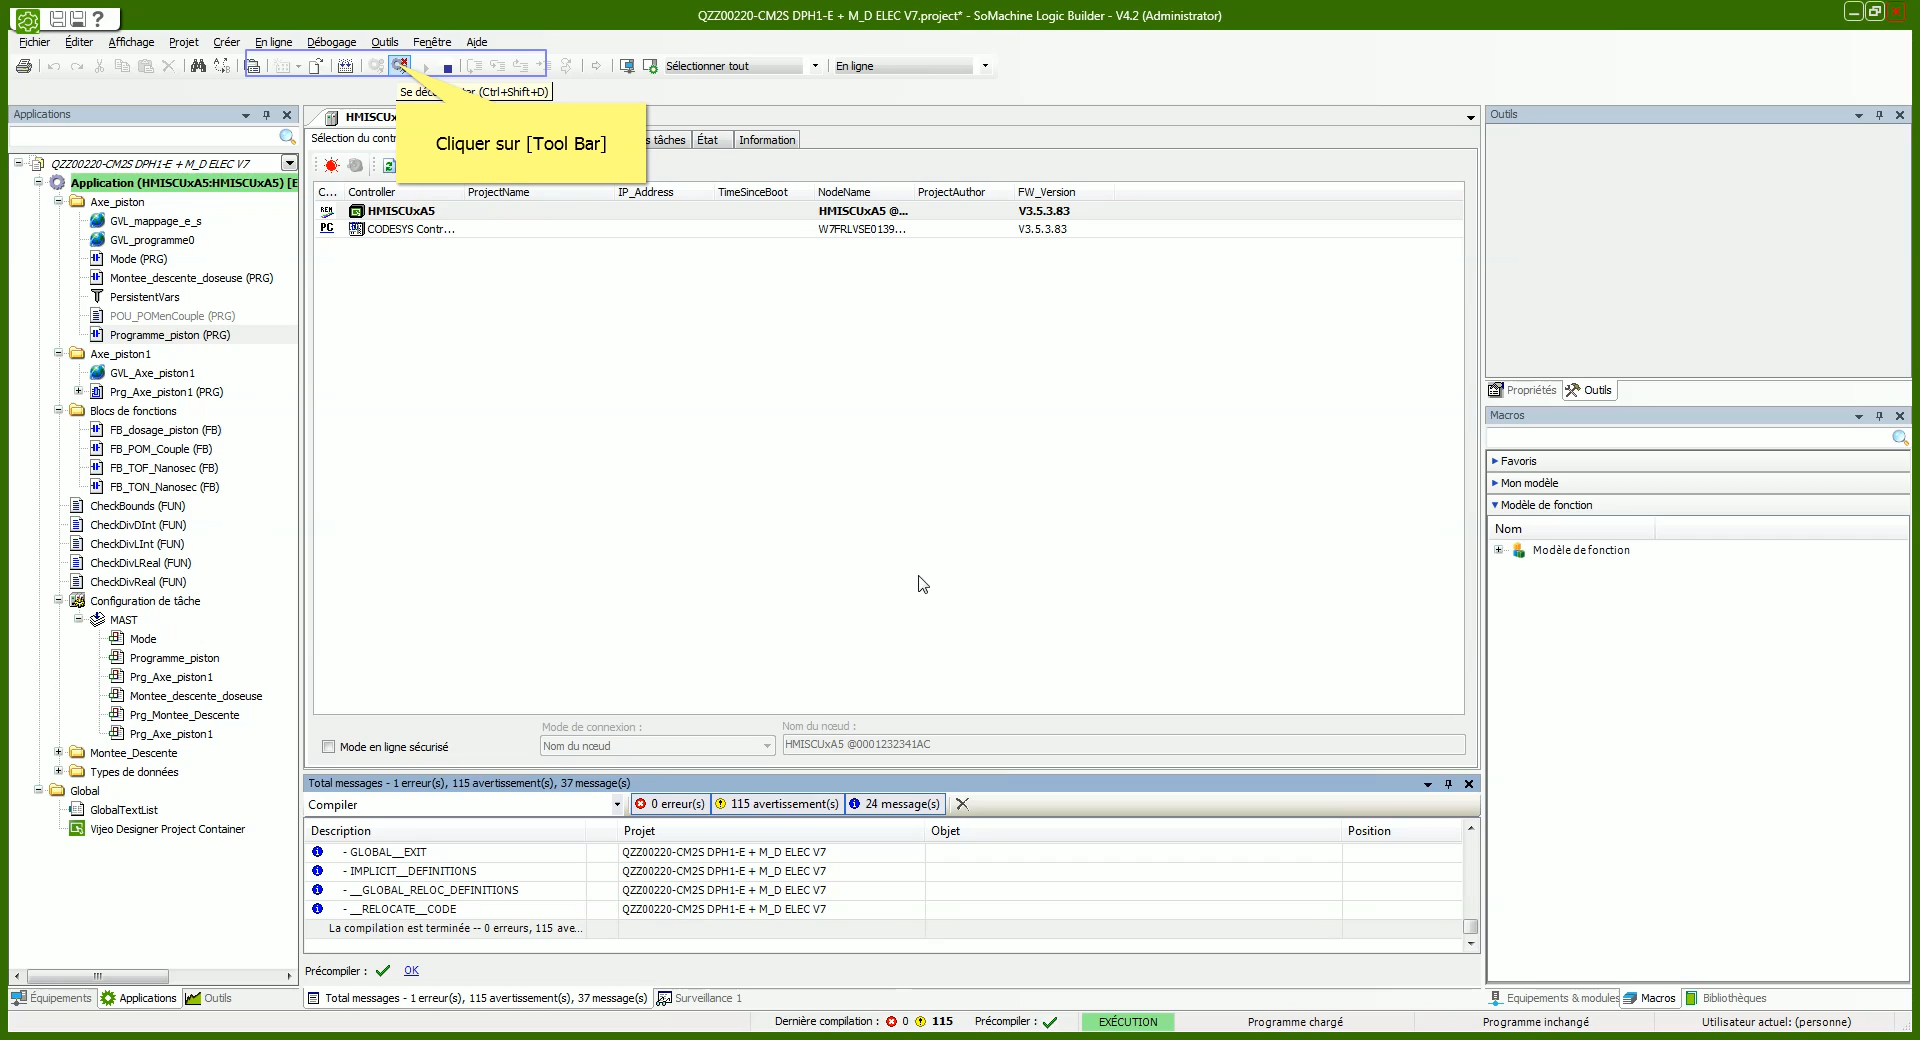 QZZ00220-CM2S DPH1-E + M_D ELEC V7.project* - SoMachine Logic Builder - V4.2 (Administrator)
Fichier Éditer Affichage Projet Créer En ligne Débogage Outils Fenêtre Aide
Sélectionner tout En ligne
(Ctrl+Shift+D)
Cliquer sur [Tool Bar]
Applications
QZZ00220-CM2S DPH1-E + M_D ELEC V7
Application (HMISCUxA5:HMISCUxA5) [E
Axe_piston
GVL_mappage_e_s
GVL_programme0
Mode (PRG)
Montee_descente_doseuse (PRG)
PersistentVars
POU_POMenCouple (PRG)
Programme_piston (PRG)
Axe_piston1
GVL_Axe_piston1
Prg_Axe_piston1 (PRG)
Blocs de fonctions
FB_dosage_piston (FB)
FB_POM_Couple (FB)
FB_TOF_Nanosec (FB)
FB_TON_Nanosec (FB)
CheckBounds (FUN)
CheckDivDInt (FUN)
CheckDivLInt (FUN)
CheckDivLReal (FUN)
CheckDivReal (FUN)
Configuration de tâche
MAST
Mode
Programme_piston
Prg_Axe_piston1
Montee_descente_doseuse
Prg_Montee_Descente
Prg_Axe_piston1
Montee_Descente
Types de données
Global
GlobalTextList
Vijeo Designer Project Container
Équipements Applications Outils
HMISCUx
Sélection du cont s tâches État Information
C... Controller ProjectName IP_Address TimeSinceBoot NodeName ProjectAuthor FW_Version
REM HMISCUxA5 HMISCUxA5 @... V3.5.3.83
PC CODESYS Contr... W7FRLVSE0139... V3.5.3.83
Mode en ligne sécurisé
Mode de connexion :
Nom du nœud
Nom du nœud :
HMISCUxA5 @0001232341AC
Total messages - 1 erreur(s), 115 avertissement(s), 37 message(s)
Compiler 0 erreur(s) 115 avertissement(s) 24 message(s)
Description Projet Objet Position
- GLOBAL__EXIT QZZ00220-CM2S DPH1-E + M_D ELEC V7
- IMPLICIT__DEFINITIONS QZZ00220-CM2S DPH1-E + M_D ELEC V7
- __GLOBAL_RELOC_DEFINITIONS QZZ00220-CM2S DPH1-E + M_D ELEC V7
- __RELOCATE__CODE QZZ00220-CM2S DPH1-E + M_D ELEC V7
La compilation est terminée -- 0 erreurs, 115 ave...
Précompiler : OK
Total messages - 1 erreur(s), 115 avertissement(s), 37 message(s) Surveillance 1
Outils
Propriétés Outils
Macros
Favoris
Mon modèle
Modèle de fonction
Nom
Modèle de fonction
Equipements & modules Macros Bibliothèques
Dernière compilation : 0 115 Précompiler : EXÉCUTION Programme chargé Programme inchangé Utilisateur actuel: (personne)